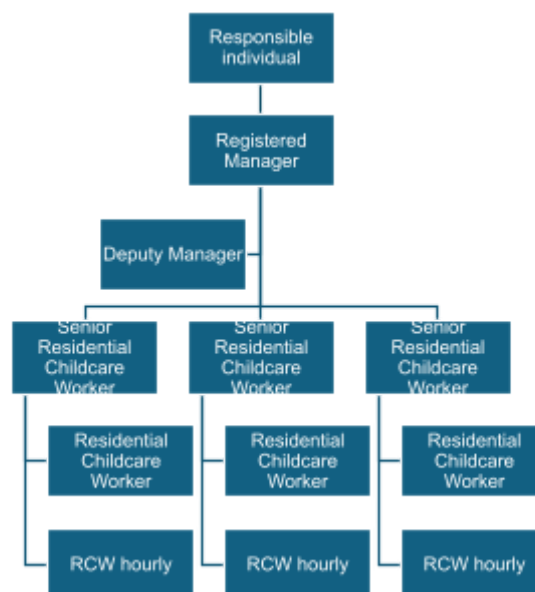 Responsible
individual
Registered
Manager
Deputy Manager
Senior
Residential
Childcare
Worker
Senior
Residential
Childcare
Worker
Senior
Residential
Childcare
Worker
Residential
Childcare
Worker
Residential
Childcare
Worker
Residential
Childcare
Worker
RCW hourly
RCW hourly
RCW hourly